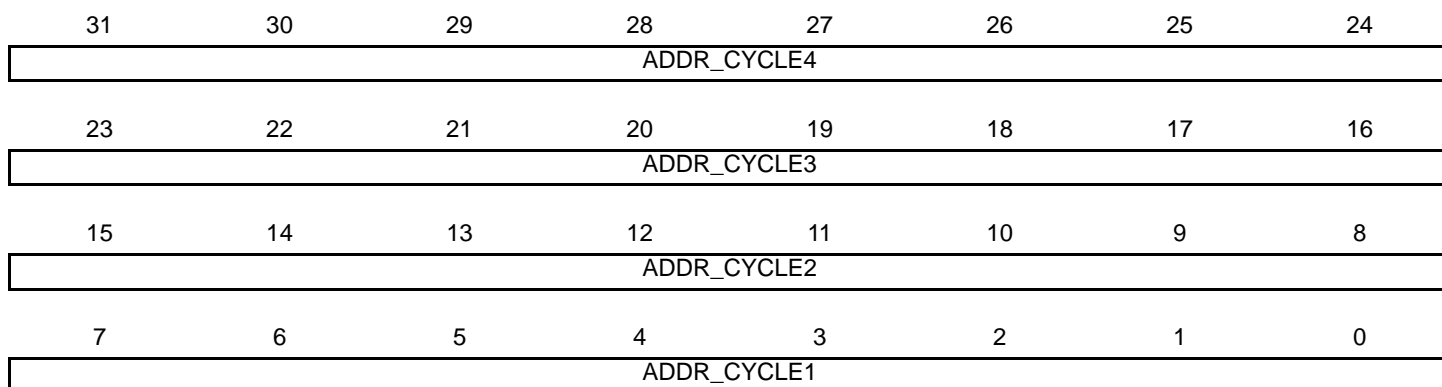 31 30 29 28 27 26 25 24
ADDR_CYCLE4
23 22 21 20 19 18 17 16
ADDR_CYCLE3
15 14 13 12 11 10 9 8
ADDR_CYCLE2
7 6 5 4 3 2 1 0
ADDR_CYCLE1